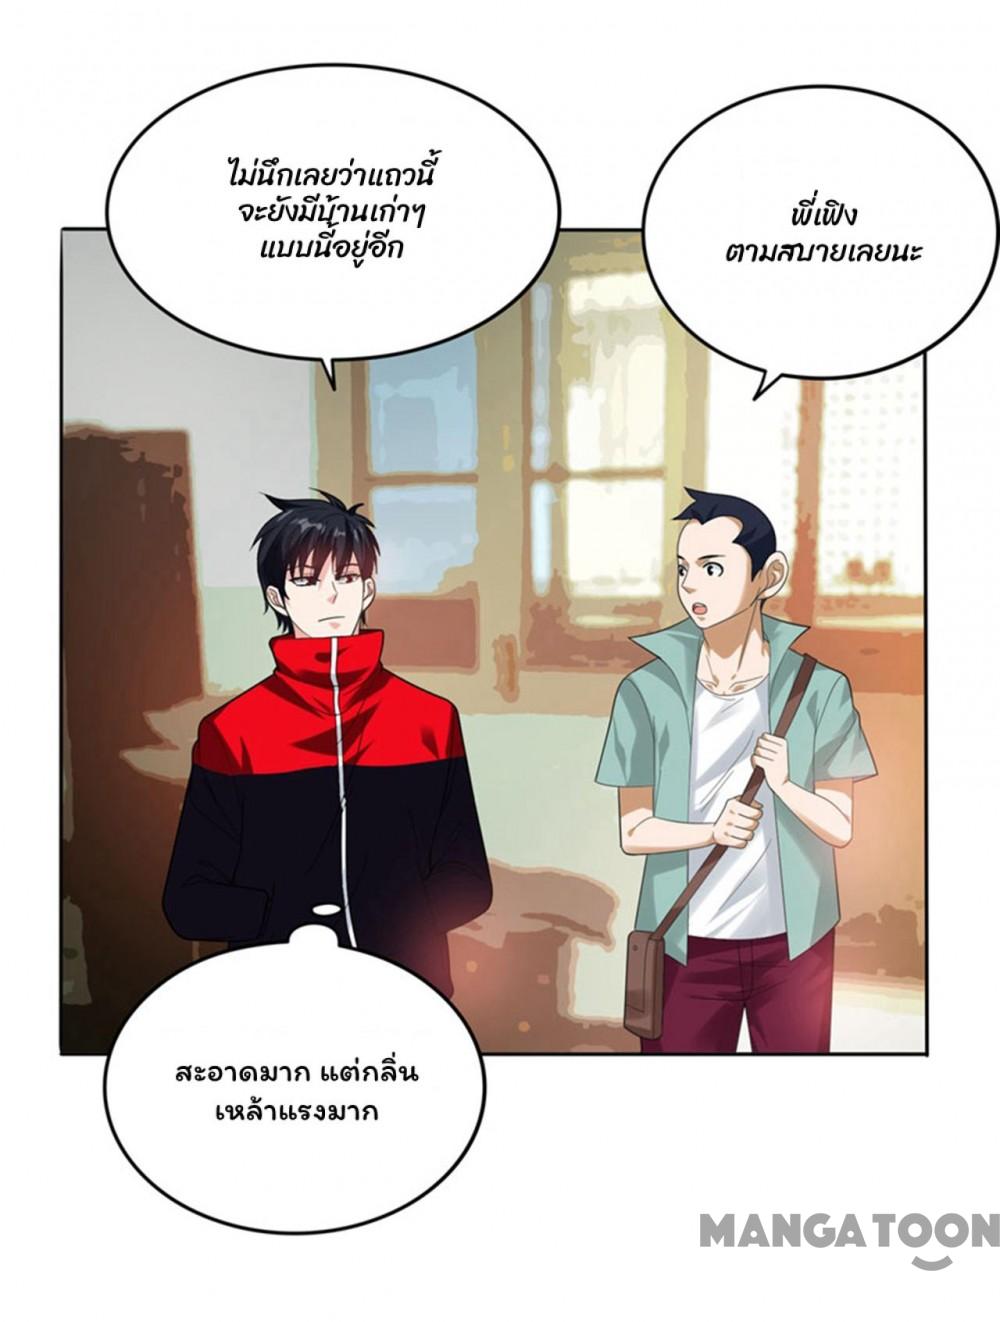 ไม่นึกเลยว่าแถวนี้
จะยังมีบ้านเก่าๆ
แบบนี้อยู่อีก
พี่เฟิง
ตามสบายเลยนะ
สะอาดมาก แต่กลิ่น
เหล้าแรงมาก
MANGATOON